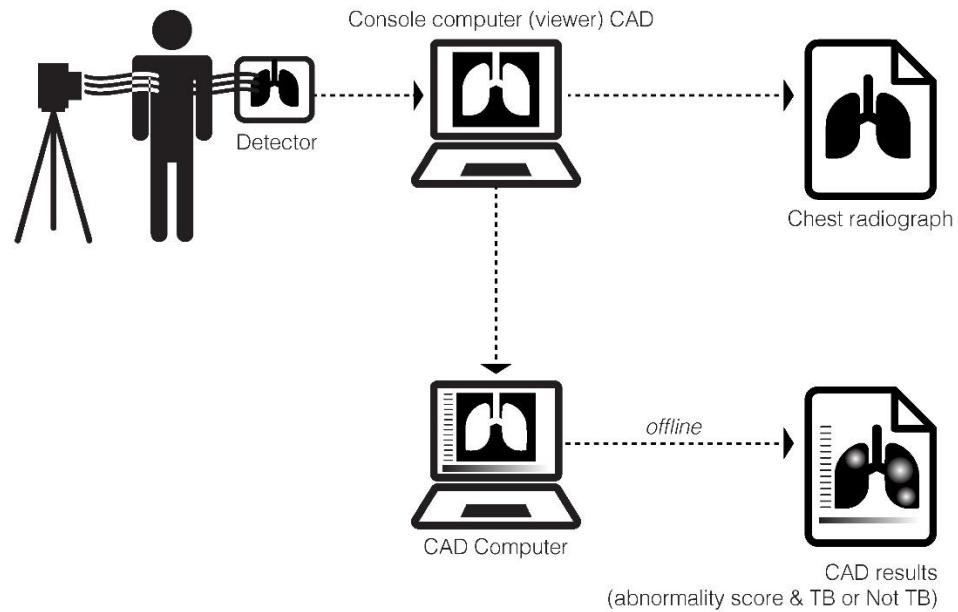 Console computer (viewer) CAD
Detector
Chest radiograph
offline
CAD Computer
CAD results
(abnormality score & TB or Not TB)